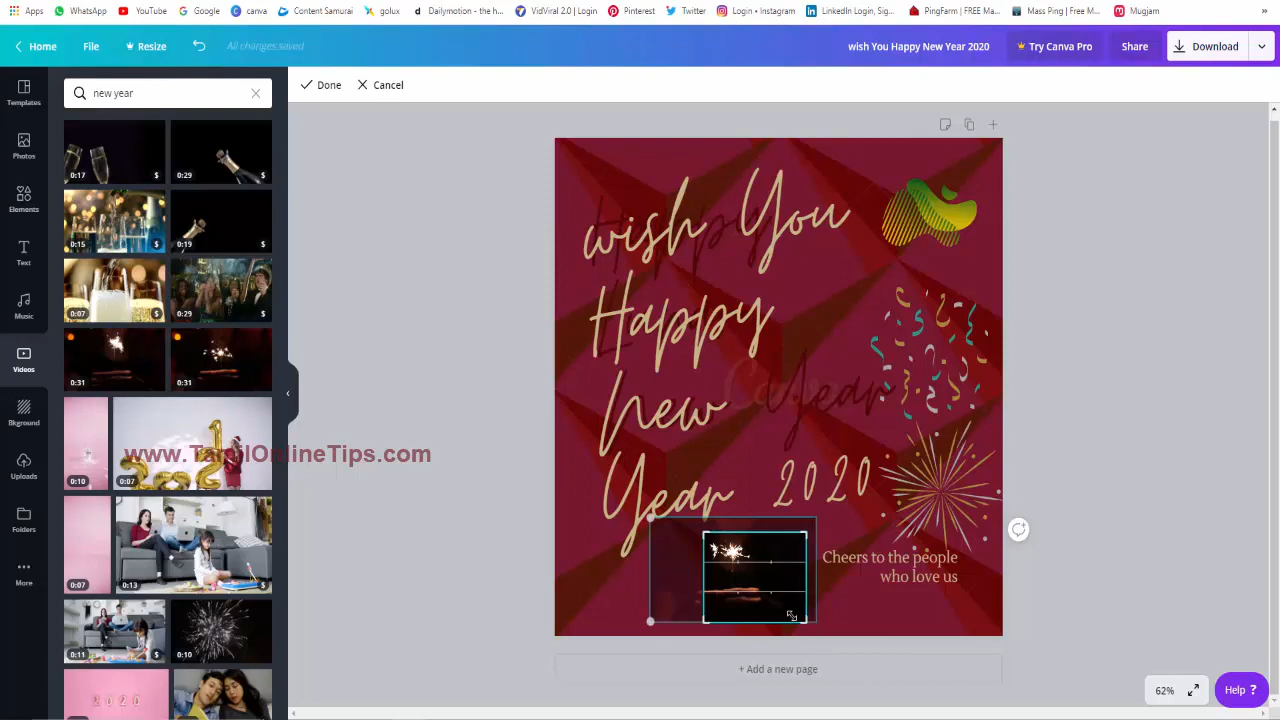 Apps WhatsApp YouTube Google canva Content Samurai golux Dailymotion - the h... VidViral 2.0 | Login Pinterest Twitter Login • Instagram LinkedIn Login, Sig... PingFarm | FREE Ma... Mass Ping | Free M... Mugjam »
Home File Resize All changes saved wish You Happy New Year 2020 Try Canva Pro Share Download
Templates
Photos
Elements
Text
Music
Videos
Bkground
Uploads
Folders
More
new year
0:17 $ 0:29 $
0:15 $ 0:19 $
0:07 $ 0:29 $
0:31 0:31
0:10 0:07
0:07 0:13 $
0:11 $ 0:10
2020
Done Cancel
wish You
Happy
New
Year 2020
Happy
Year
Cheers to the people
who love us
www.TamilOnlineTips.com
+ Add a new page
62% Help ?